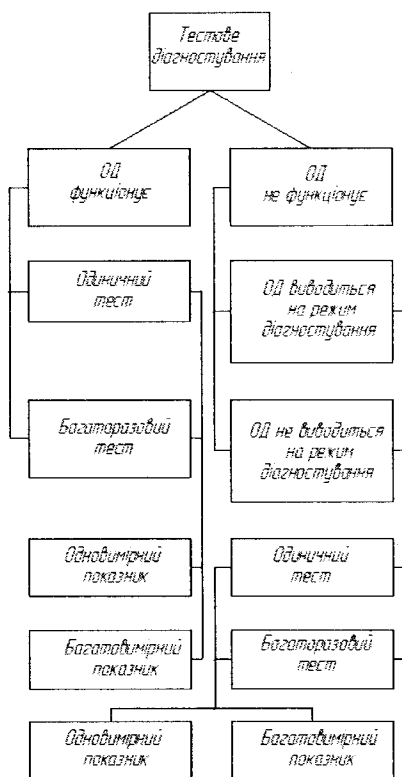 Тестове
діагностування
ОД
функціонує
ОД
не функціонує
Одиничний
тест
ОД виводиться
на режим
діагностування
Багаторазовий
тест
ОД не виводиться
на режим
діагностування
Одновимірний
показник
Одиничний
тест
Багатовимірний
показник
Багаторазовий
тест
Одновимірний
показник
Багатовимірний
показник